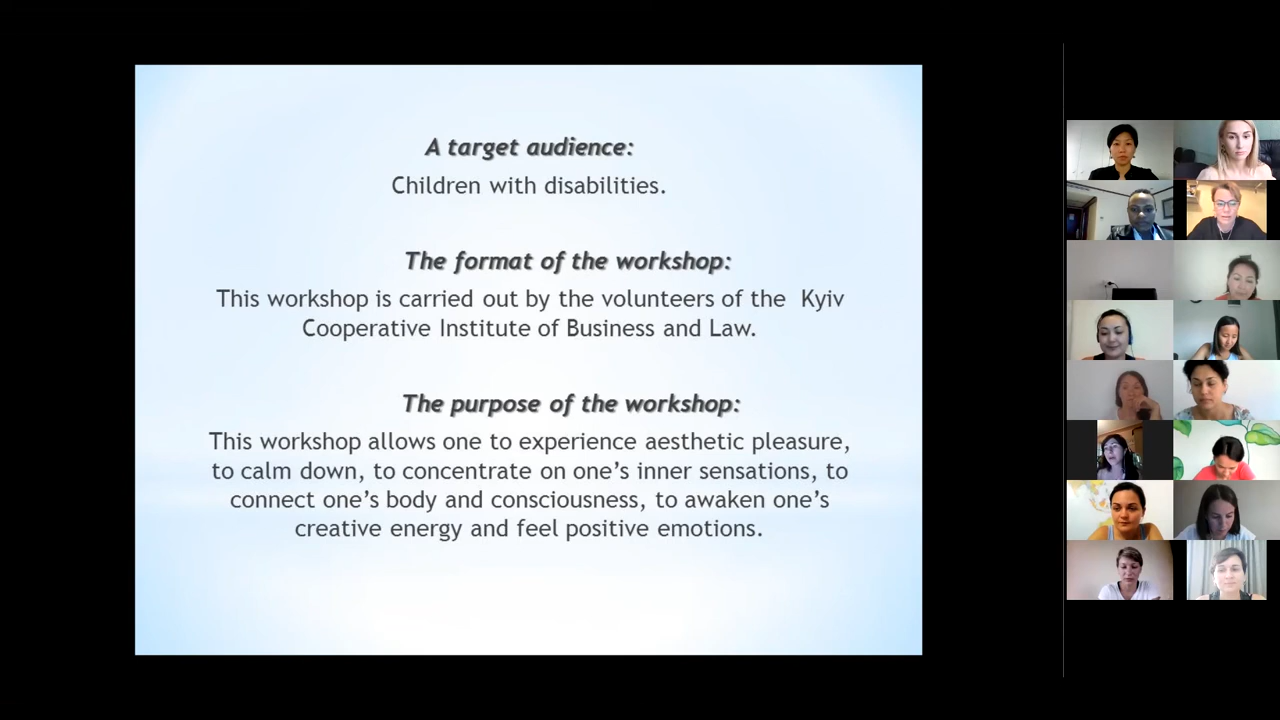 A target audience:
Children with disabilities.
The format of the workshop:
This workshop is carried out by the volunteers of the  Kyiv
Cooperative Institute of Business and Law.
The purpose of the workshop:
This workshop allows one to experience aesthetic pleasure,
to calm down, to concentrate on one’s inner sensations, to
connect one’s body and consciousness, to awaken one’s
creative energy and feel positive emotions.